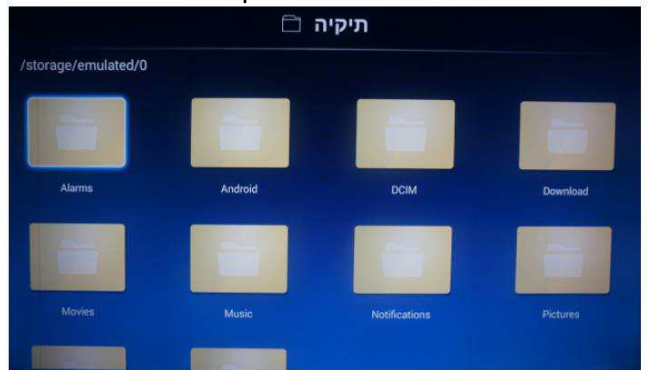 תיקיה
/storage/emulated/0
Alarms
Android
DCIM
Download
Movies
Music
Notifications
Pictures